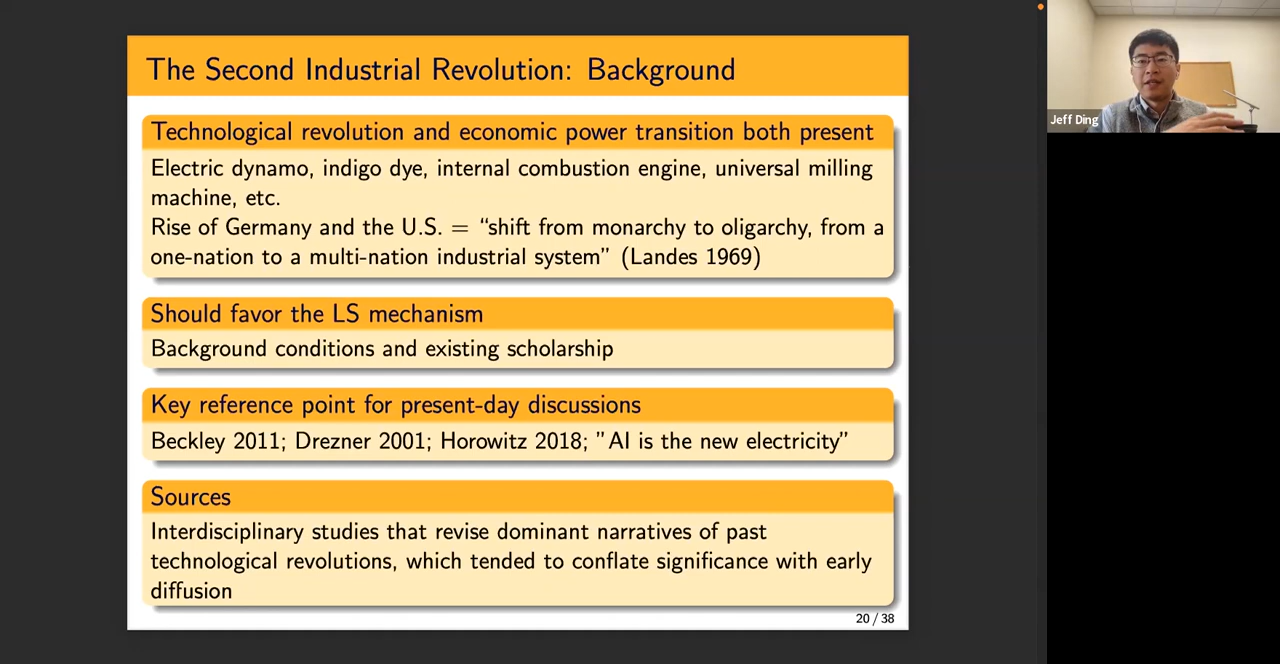 The Second Industrial Revolution: Background
Technological revolution and economic power transition both present
Electric dynamo, indigo dye, internal combustion engine, universal milling
machine, etc.
Rise of Germany and the U.S. = “shift from monarchy to oligarchy, from a
one-nation to a multi-nation industrial system” (Landes 1969)
Should favor the LS mechanism
Background conditions and existing scholarship
Key reference point for present-day discussions
Beckley 2011; Drezner 2001; Horowitz 2018; ”AI is the new electricity”
Sources
Interdisciplinary studies that revise dominant narratives of past
technological revolutions, which tended to conflate significance with early
diffusion
20 / 38
Jeff Ding